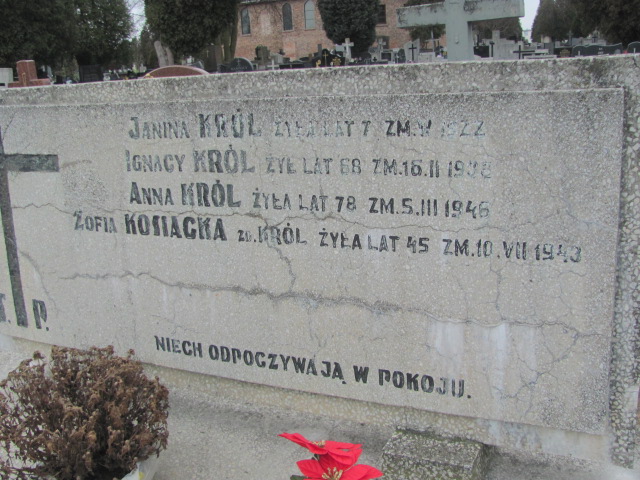 JANINA KRÓL ŻYŁA LAT 7 ZM.W 1922
IGNACY KRÓL ŻYŁ LAT 68 ZM.16.II
ANNA KRÓL ŻYŁA LAT 78 ZM.5.III 1946
ZOFIA KOSIACKA ZD.KRÓL ŻYŁA LAT 45 ZM.10.VII 1943
Ś. P.
NIECH ODPOCZYWAJĄ W POKOJU.